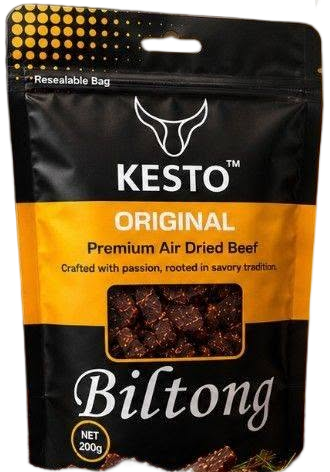 *Resealable Bag
KESTO™
ORIGINAL
Premium Air Dried Beef
Crafted with passion, rooted in savory tradition.
Biltong
NET
200g